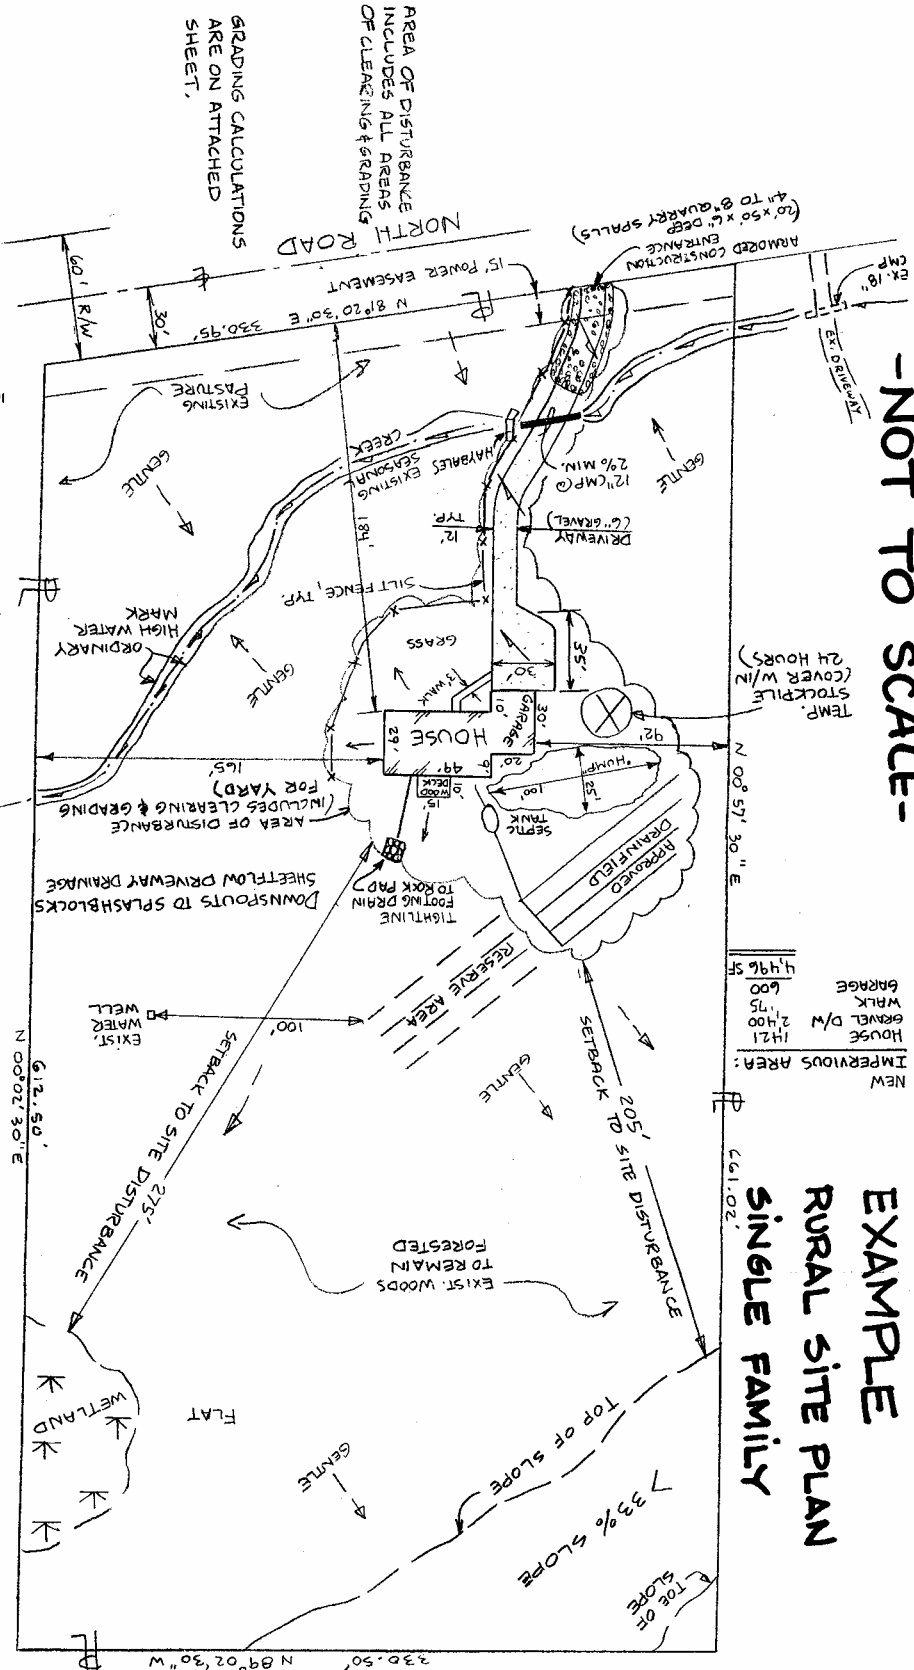 EXAMPLE
RURAL SITE PLAN
SINGLE FAMILY
-NOT TO SCALE-
AREA OF DISTURBANCE
INCLUDES ALL AREAS
OF CLEARING & GRADING
GRADING CALCULATIONS
ARE ON ATTACHED
SHEET.
NEW
IMPERVIOUS AREA:
HOUSE 1421
GRAVEL D/W 2,400
WALK 75
GARAGE 600
4,496 SF
330.50'
N 89°02'30" W
TOE OF
SLOPE
> 33% SLOPE
TOP OF SLOPE
GENTLE
FLAT
WETLAND
EXIST. WOODS
TO REMAIN
FORESTED
205'
SETBACK TO SITE DISTURBANCE
275'
SETBACK TO SITE DISTURBANCE
661.02'
N 00°57'30" E
612.50'
N 00°02'30" E
GENTLE
100'
EXIST.
WATER
WELL
RESERVE AREA
APPROVED
DRAINFIELD
TIGHTLINE
FOOTING DRAIN
TO ROCK PAD
DOWNSPOUTS TO SPLASHBLOCKS
SHEETFLOW DRIVEWAY DRAINAGE
AREA OF DISTURBANCE
(INCLUDES CLEARING & GRADING
FOR YARD)
SEPTIC
TANK
"HUMP"
100'
25'
15'
WOOD
DECK
10'
HOUSE
49'
29'
9'
GARAGE
20'
30'
10'
92'
165'
TEMP.
STOCKPILE
(COVER W/IN
24 HOURS)
3' WALK
30'
35'
GRASS
GENTLE
ORDINARY
HIGH WATER
MARK
SILT FENCE, TYP.
184'
12'
TYP.
DRIVEWAY
(6" GRAVEL)
12" CMP @
2% MIN.
HAYBALES
EXISTING
SEASONAL
CREEK
GENTLE
GENTLE
EXISTING
PASTURE
EX. DRIVEWAY
EX. 18"
CMP
ARMORED CONSTRUCTION
ENTRANCE
(20' x 50' x 6" DEEP
4" TO 8" QUARRY SPALLS)
15' POWER EASEMENT
N 81°20'30" E
330.95'
NORTH ROAD
30'
60' R/W